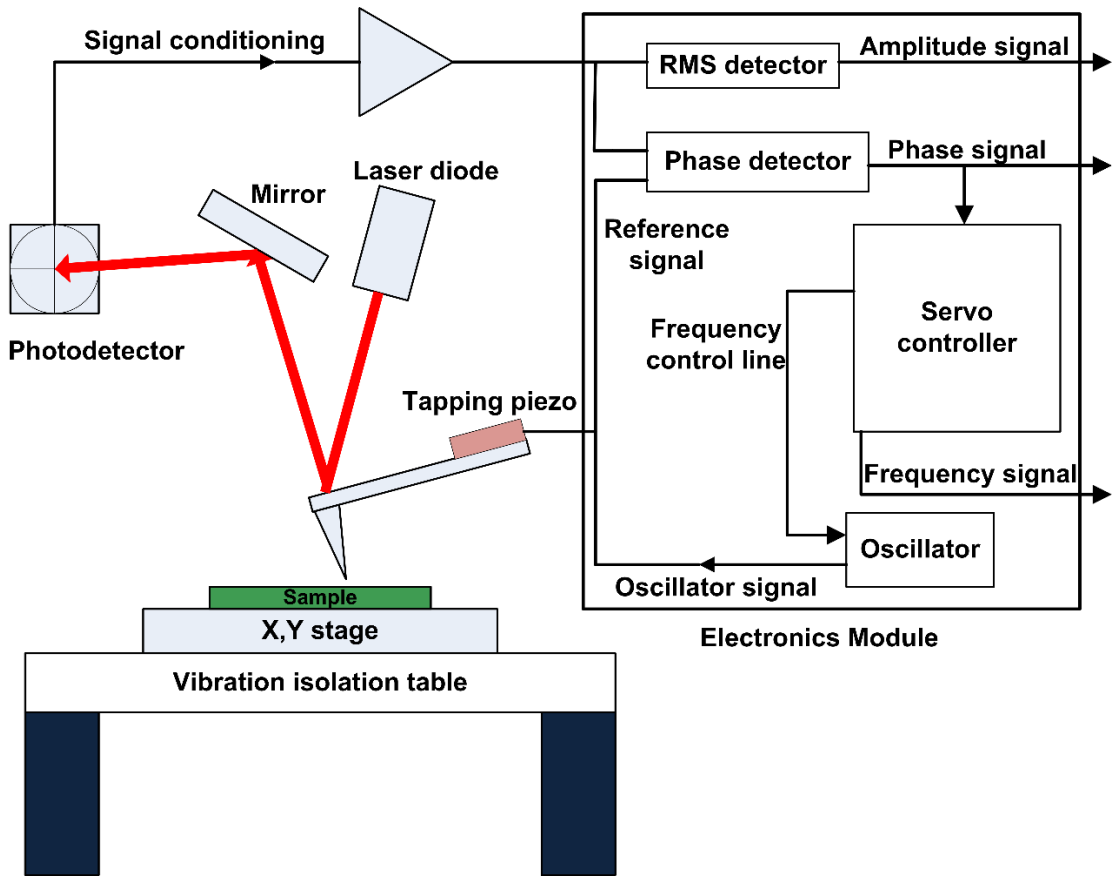 Signal conditioning
Amplitude signal
RMS detector
Phase detector
Phase signal
Laser diode
Mirror
Reference
signal
Photodetector
Frequency
control line
Servo
controller
Tapping piezo
Frequency signal
Oscillator
Oscillator signal
Sample
X,Y stage
Electronics Module
Vibration isolation table